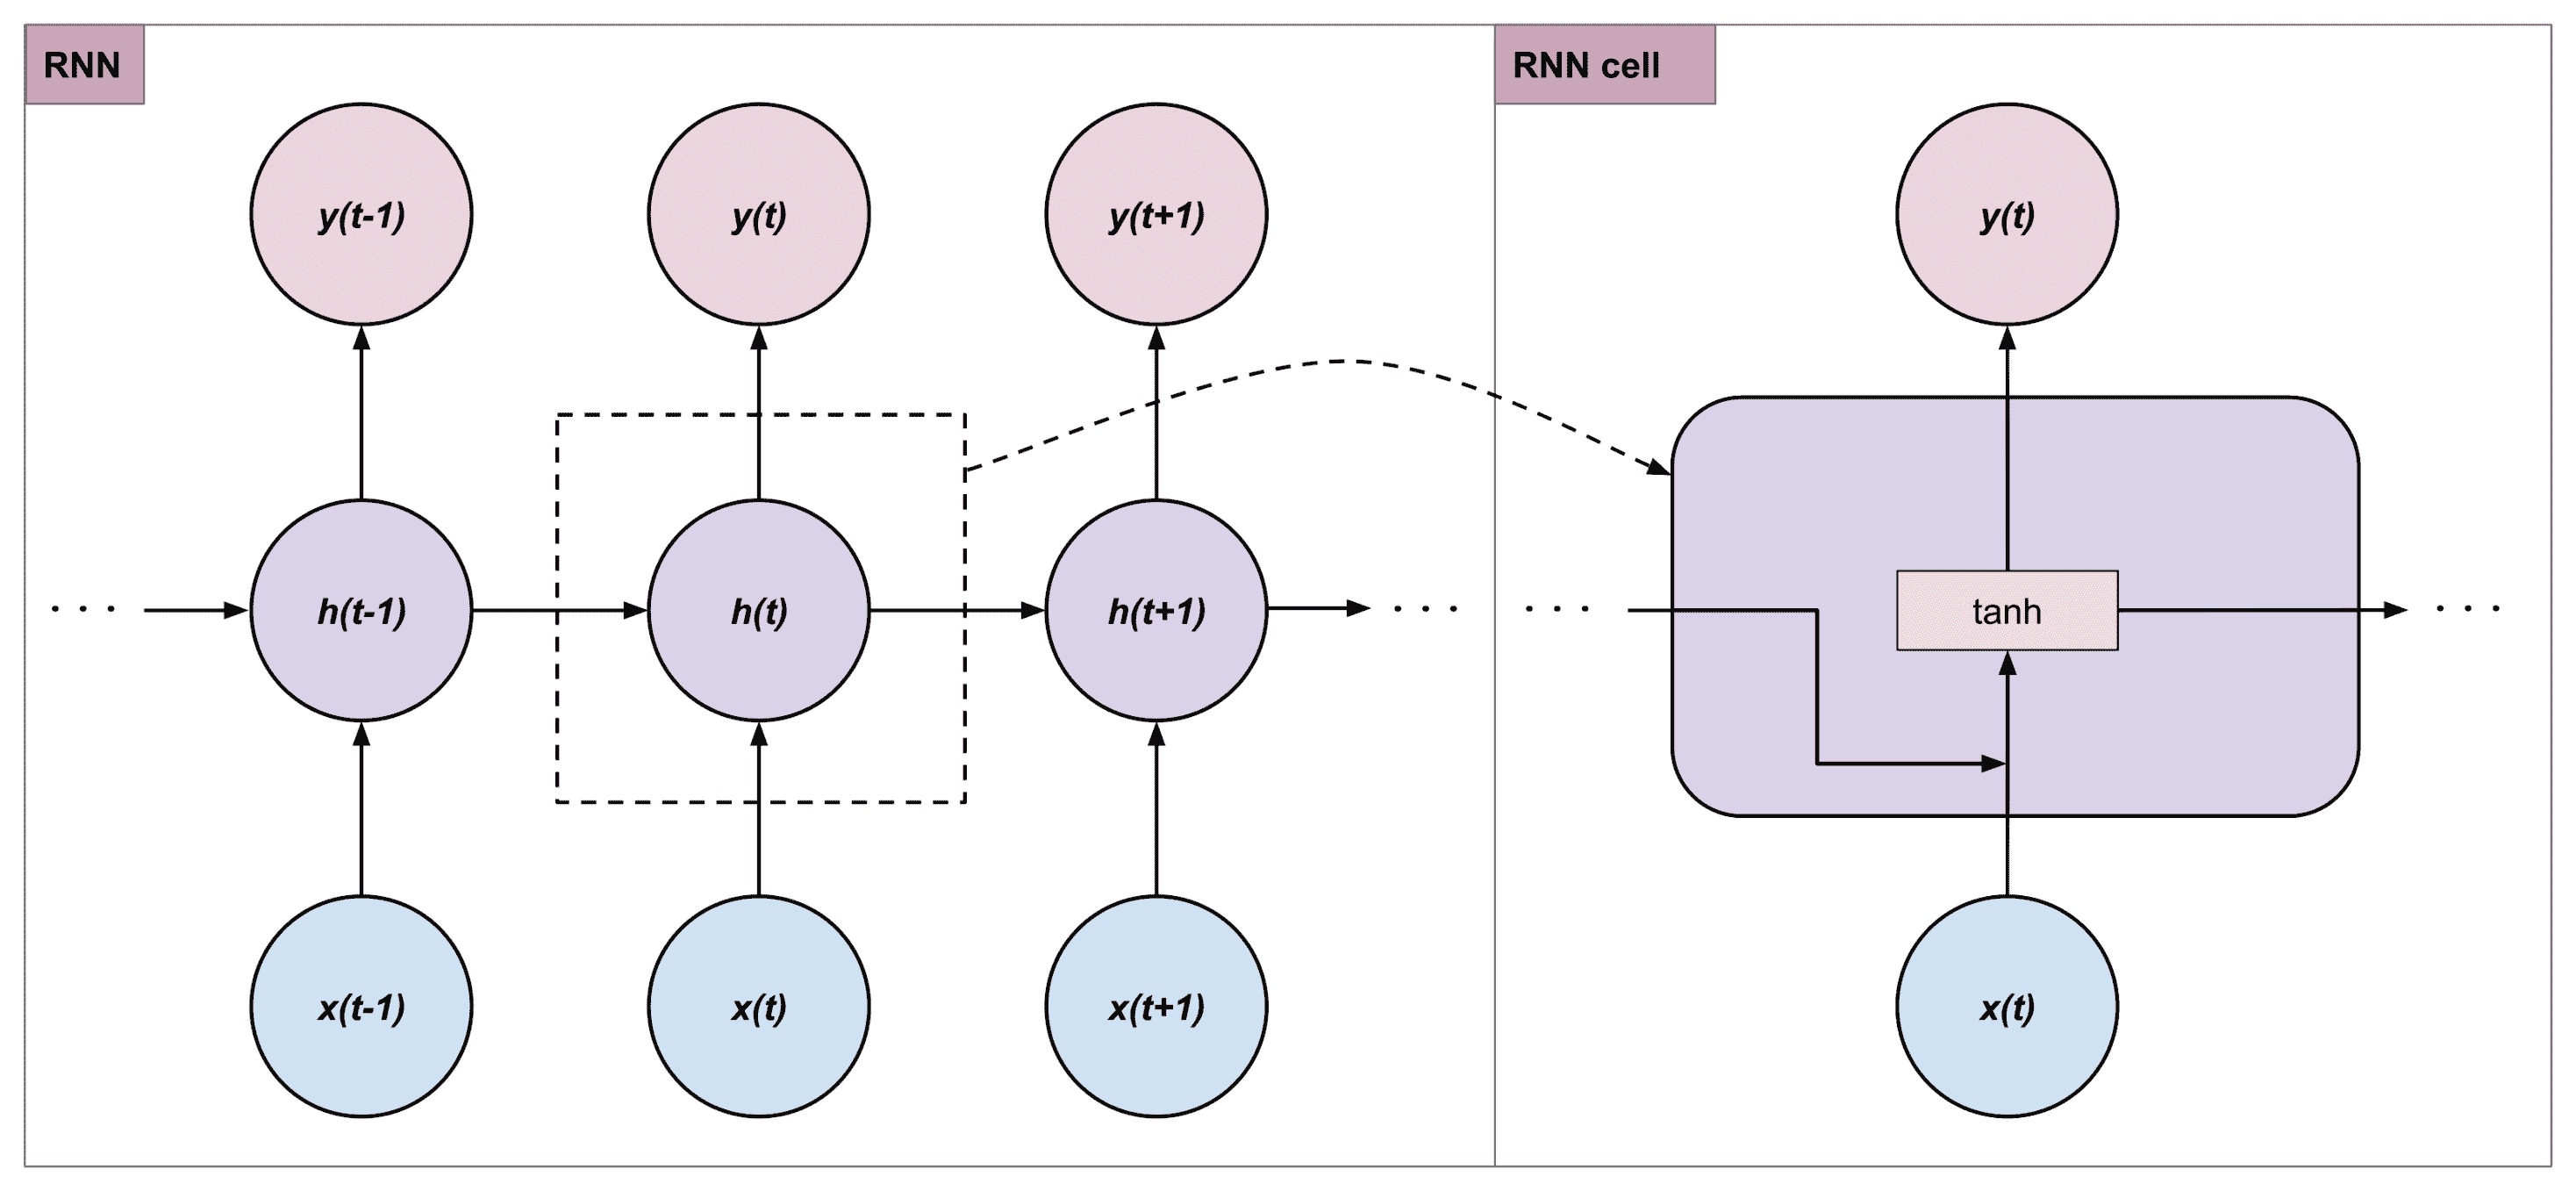 RNN
RNN cell
y(t-1)
y(t)
y(t+1)
y(t)
. . .
h(t-1)
h(t)
h(t+1)
. . .
. . .
tanh
. . .
x(t-1)
x(t)
x(t+1)
x(t)